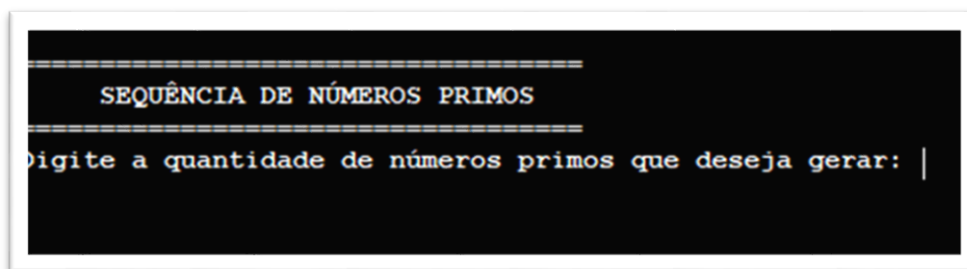 ===================================
SEQUÊNCIA DE NÚMEROS PRIMOS
===================================
Digite a quantidade de números primos que deseja gerar: